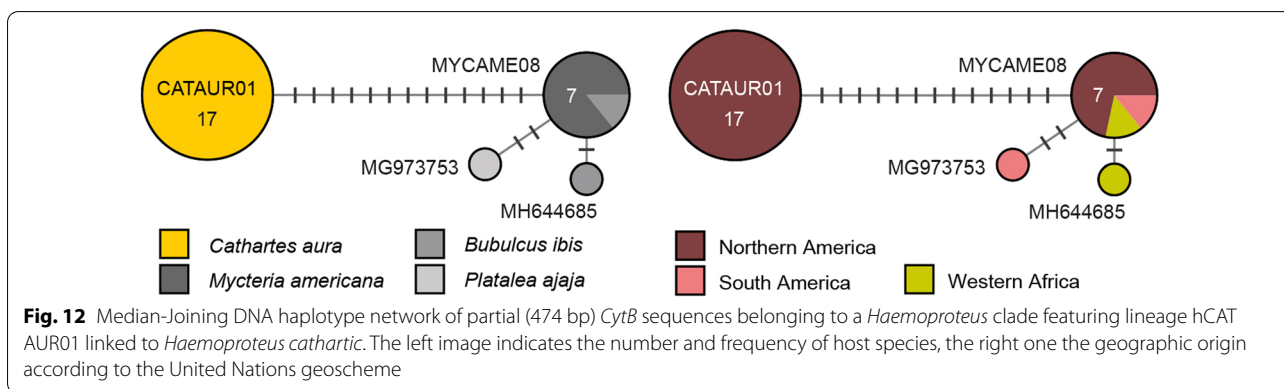 MYCAME08
CATAUR01
17
7
MG973753
MH644685
MYCAME08
CATAUR01
17
7
MG973753
MH644685
Cathartes aura
Bubulcus ibis
Mycteria americana
Platalea ajaja
Northern America
South America
Western Africa
Fig. 12 Median-Joining DNA haplotype network of partial (474 bp) CytB sequences belonging to a Haemoproteus clade featuring lineage hCAT
AUR01 linked to Haemoproteus cathartic. The left image indicates the number and frequency of host species, the right one the geographic origin
according to the United Nations geoscheme